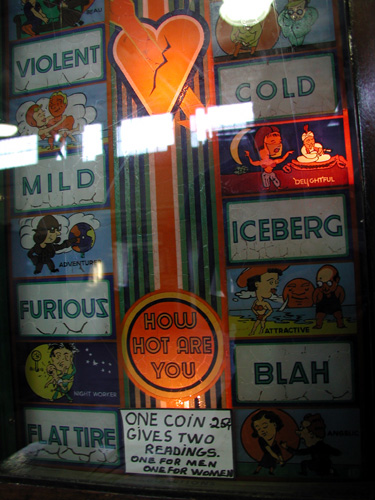 VIOLENT
COLD
MILD
DELIGHTFUL
ICEBERG
FURIOUS
ATTRACTIVE
HOW
HOT ARE
YOU
NIGHT WORKER
BLAH
FLAT TIRE
ONE COIN 25¢
GIVES TWO
READINGS.
ONE FOR MEN
ONE FOR WOMEN